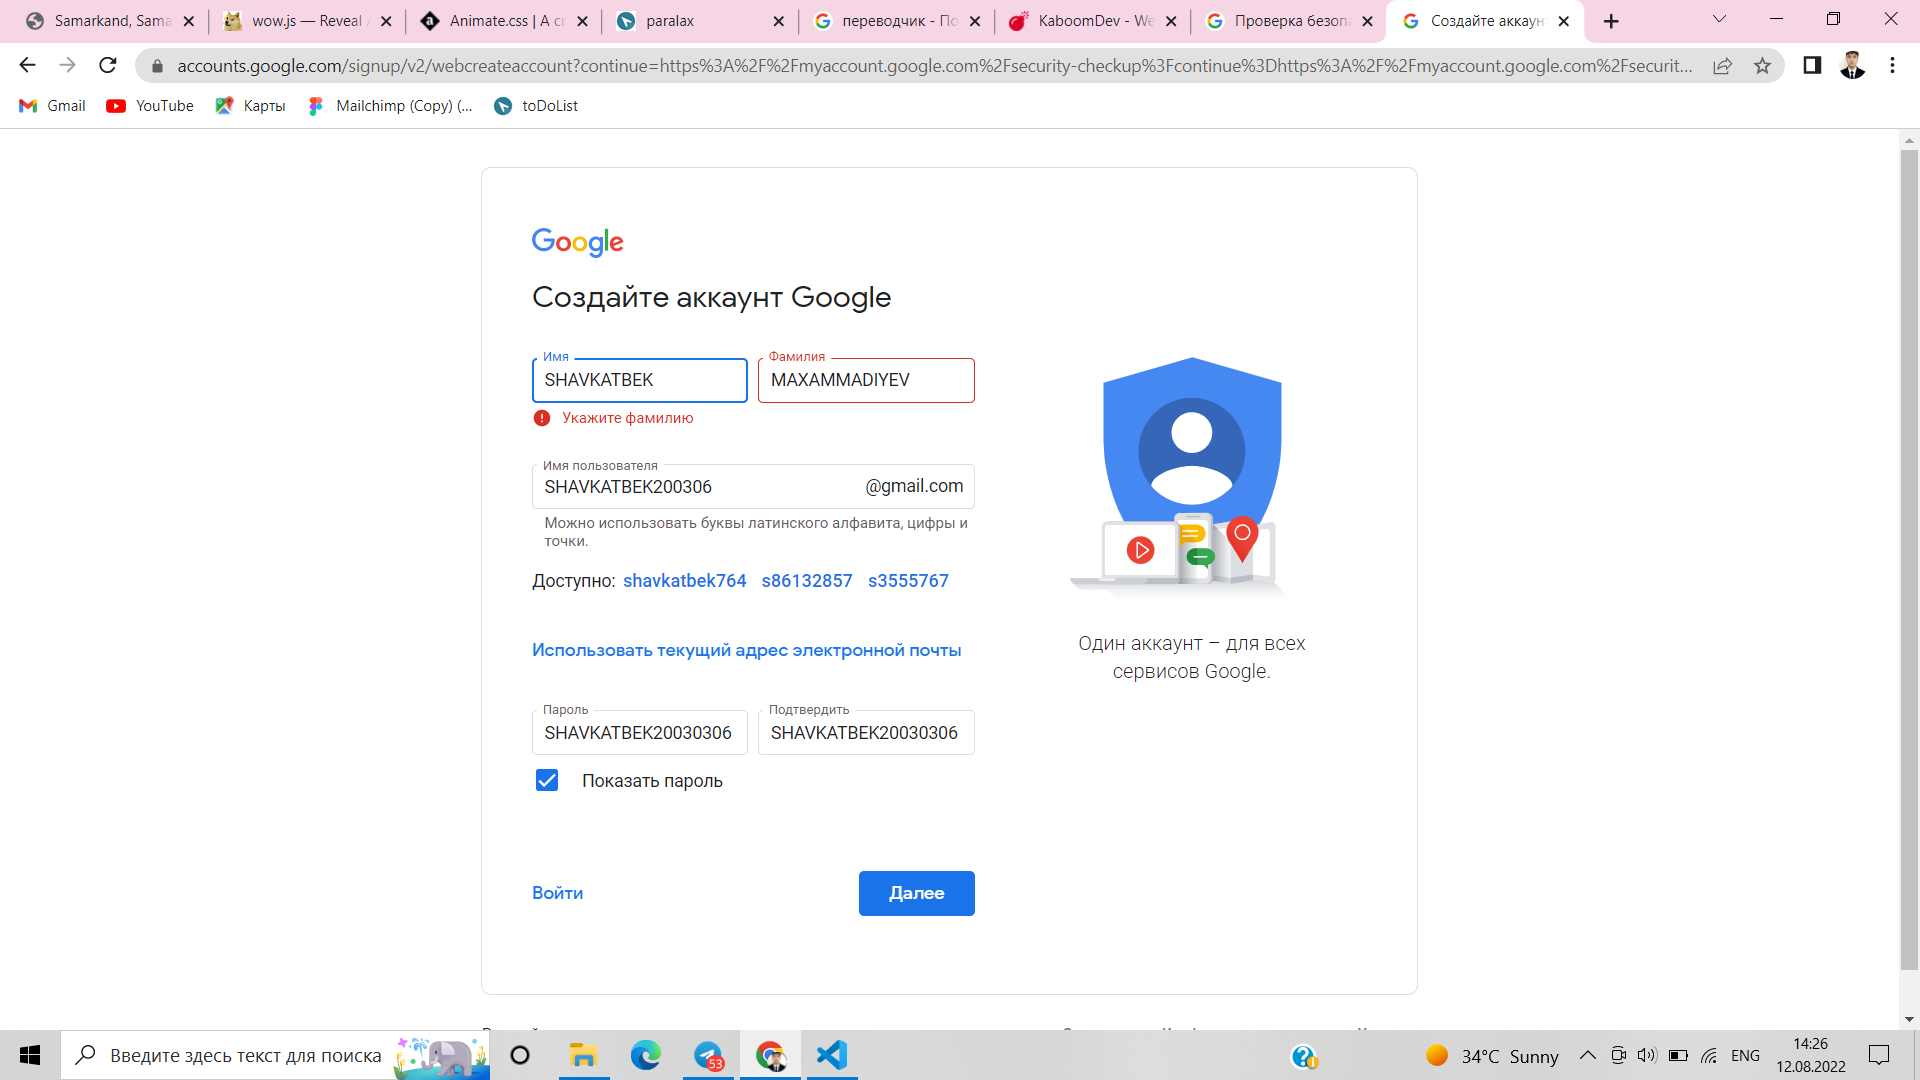 Samarkand, Sama
wow.js — Reveal A
Animate.css | A cr
paralax
переводчик - По
KaboomDev - We
Проверка безопа
Создайте аккаунт
accounts.google.com/signup/v2/webcreateaccount?continue=https%3A%2F%2Fmyaccount.google.com%2Fsecurity-checkup%3Fcontinue%3Dhttps%3A%2F%2Fmyaccount.google.com%2Fsecurit...
Gmail
YouTube
Карты
Mailchimp (Copy) (...
toDoList
Google
Создайте аккаунт Google
Имя
SHAVKATBEK
Фамилия
MAXAMMADIYEV
Укажите фамилию
Имя пользователя
SHAVKATBEK200306
@gmail.com
Можно использовать буквы латинского алфавита, цифры и
точки.
Доступно: shavkatbek764 s86132857 s3555767
Использовать текущий адрес электронной почты
Пароль
SHAVKATBEK20030306
Подтвердить
SHAVKATBEK20030306
Показать пароль
Войти
Далее
Один аккаунт – для всех
сервисов Google.
Введите здесь текст для поиска
53
34°C Sunny
ENG
14:26
12.08.2022